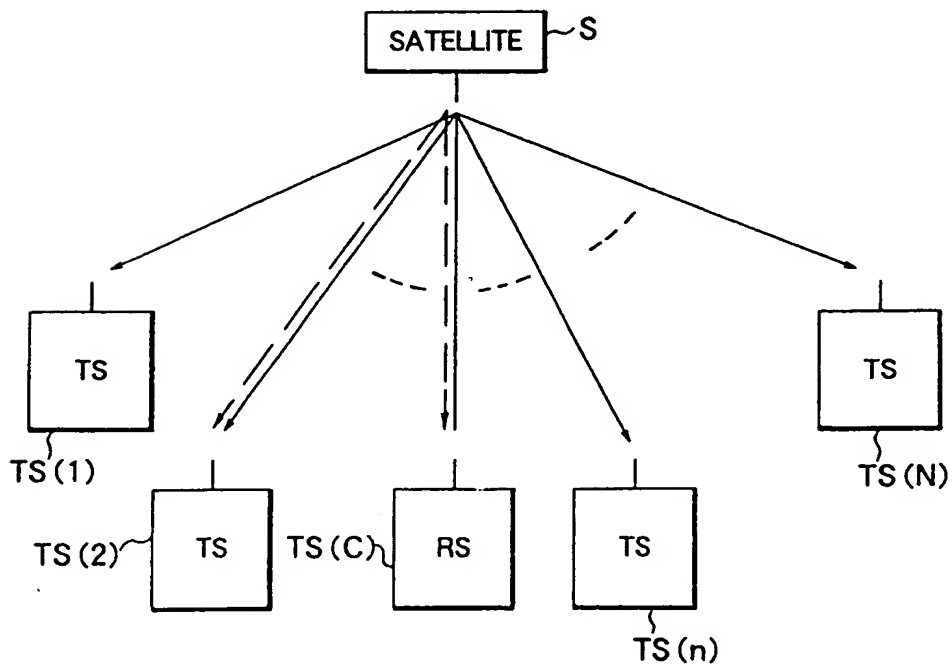 SATELLITE
S
TS
TS
TS(1)
TS(N)
TS(2)
TS
TS(C)
RS
TS
TS(n)